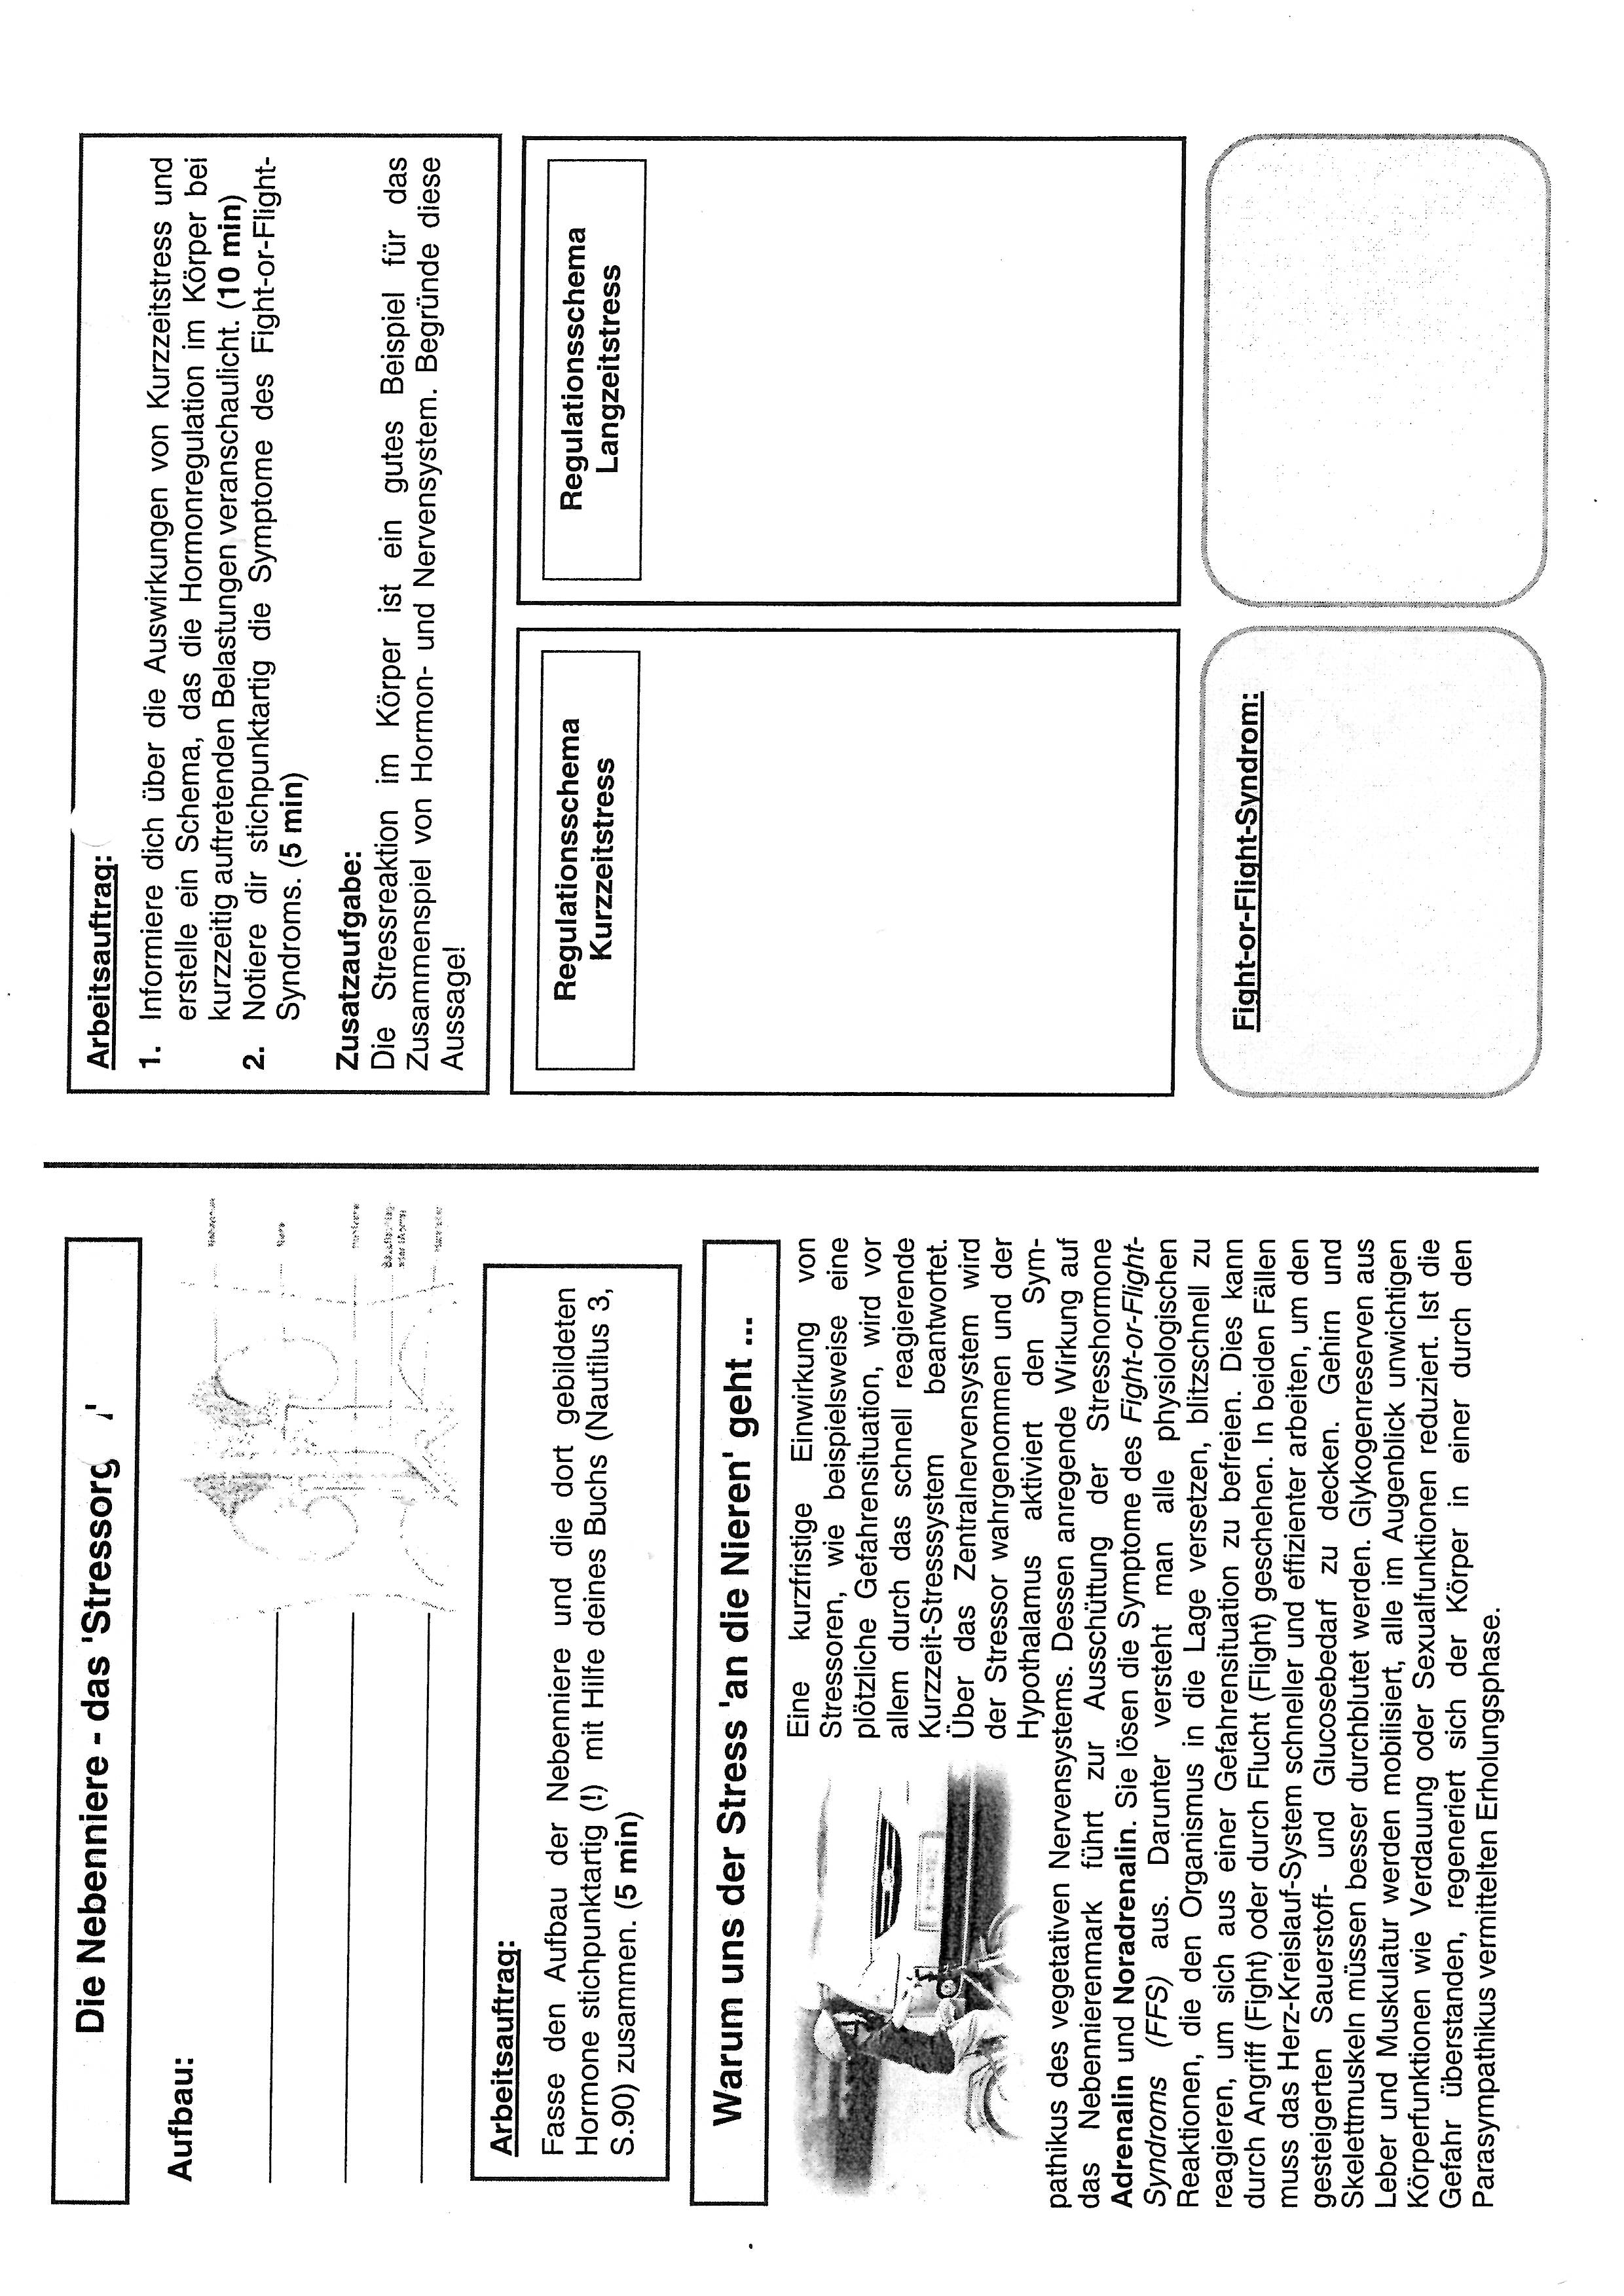 Die Nebenniere - das
Aufbau:
Niere
Arbeitsauftrag:
Fasse den Aufbau der Nebenniere und die dort gebildeten
Hormone stichpunktartig (!) mit Hilfe deines Buchs (Nautilus 3,
S.90) zusammen. (5 min)
Warum uns der Stress 'an die Nieren' geht ...
Eine kurzfristige Einwirkung von
Stressoren, wie beispielsweise eine
plötzliche Gefahrensituation, wird vor
allem durch das schnell reagierende
Kurzzeit-Stresssystem beantwortet.
Über das Zentralnervensystem wird
der Stressor wahrgenommen und der
Hypothalamus aktiviert den Sym-
pathikus des vegetativen Nervensystems. Dessen anregende Wirkung auf
das Nebennierenmark führt zur Ausschüttung der Stresshormone
Adrenalin und Noradrenalin. Sie lösen die Symptome des Fight-or-Flight-
Syndroms (FFS) aus. Darunter versteht man alle physiologischen
Reaktionen, die den Organismus in die Lage versetzen, blitzschnell zu
reagieren, um sich aus einer Gefahrensituation zu befreien. Dies kann
durch Angriff (Fight) oder durch Flucht (Flight) geschehen. In beiden Fällen
muss das Herz-Kreislauf-System schneller und effizienter arbeiten, um den
gesteigerten Sauerstoff- und Glucosebedarf zu decken. Gehirn und
Skelettmuskeln müssen besser durchblutet werden. Glykogenreserven aus
Leber und Muskulatur werden mobilisiert, alle im Augenblick unwichtigen
Körperfunktionen wie Verdauung oder Sexualfunktionen reduziert. Ist die
Gefahr überstanden, regeneriert sich der Körper in einer durch den
Parasympathikus vermittelten Erholungsphase.
Arbeitsauftrag:
1. Informiere dich über die Auswirkungen von Kurzzeitstress und
erstelle ein Schema, das die Hormonregulation im Körper bei
kurzzeitig auftretenden Belastungen veranschaulicht. (10 min)
2. Notiere dir stichpunktartig die Symptome des Fight-or-Flight-
Syndroms. (5 min)
Zusatzaufgabe:
Die Stressreaktion im Körper ist ein gutes Beispiel für das
Zusammenspiel von Hormon- und Nervensystem. Begründe diese
Aussage!
Regulationsschema
Kurzzeitstress
Regulationsschema
Langzeitstress
Fight-or-Flight-Syndrom: